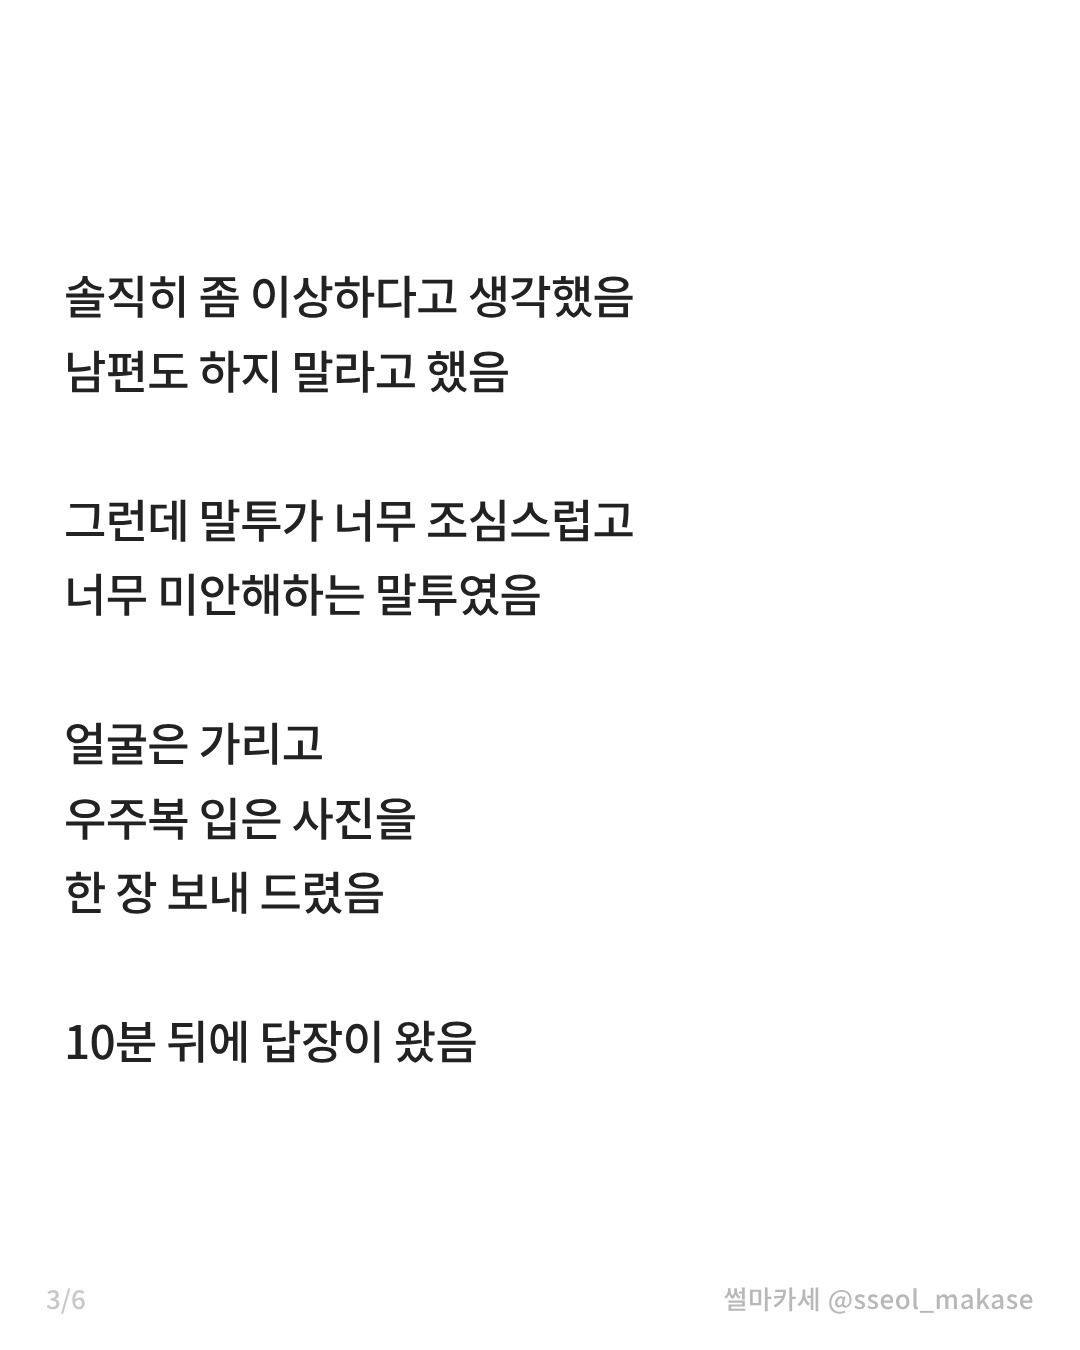 솔직히 좀 이상하다고 생각했음
남편도 하지 말라고 했음
그런데 말투가 너무 조심스럽고
너무 미안해하는 말투였음
얼굴은 가리고
우주복 입은 사진을
한 장 보내 드렸음
10분 뒤에 답장이 왔음
3/6
썰마카세 @sseol_makase